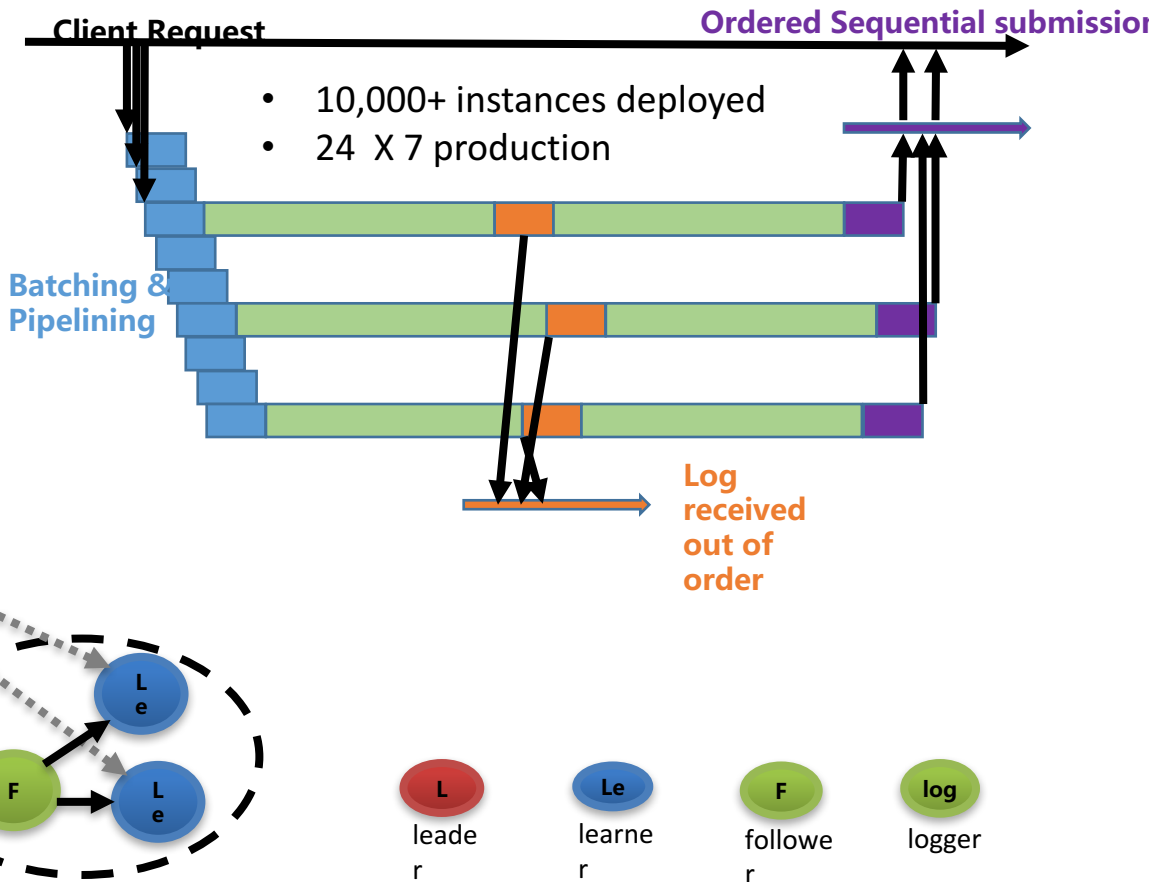 Client Request
Ordered Sequential submission
• 10,000+ instances deployed
• 24 X 7 production
Batching &
Pipelining
Log
received
out of
order
L
e
F
L
e
L
Le
F
log
leade
r
learne
r
followe
r
logger